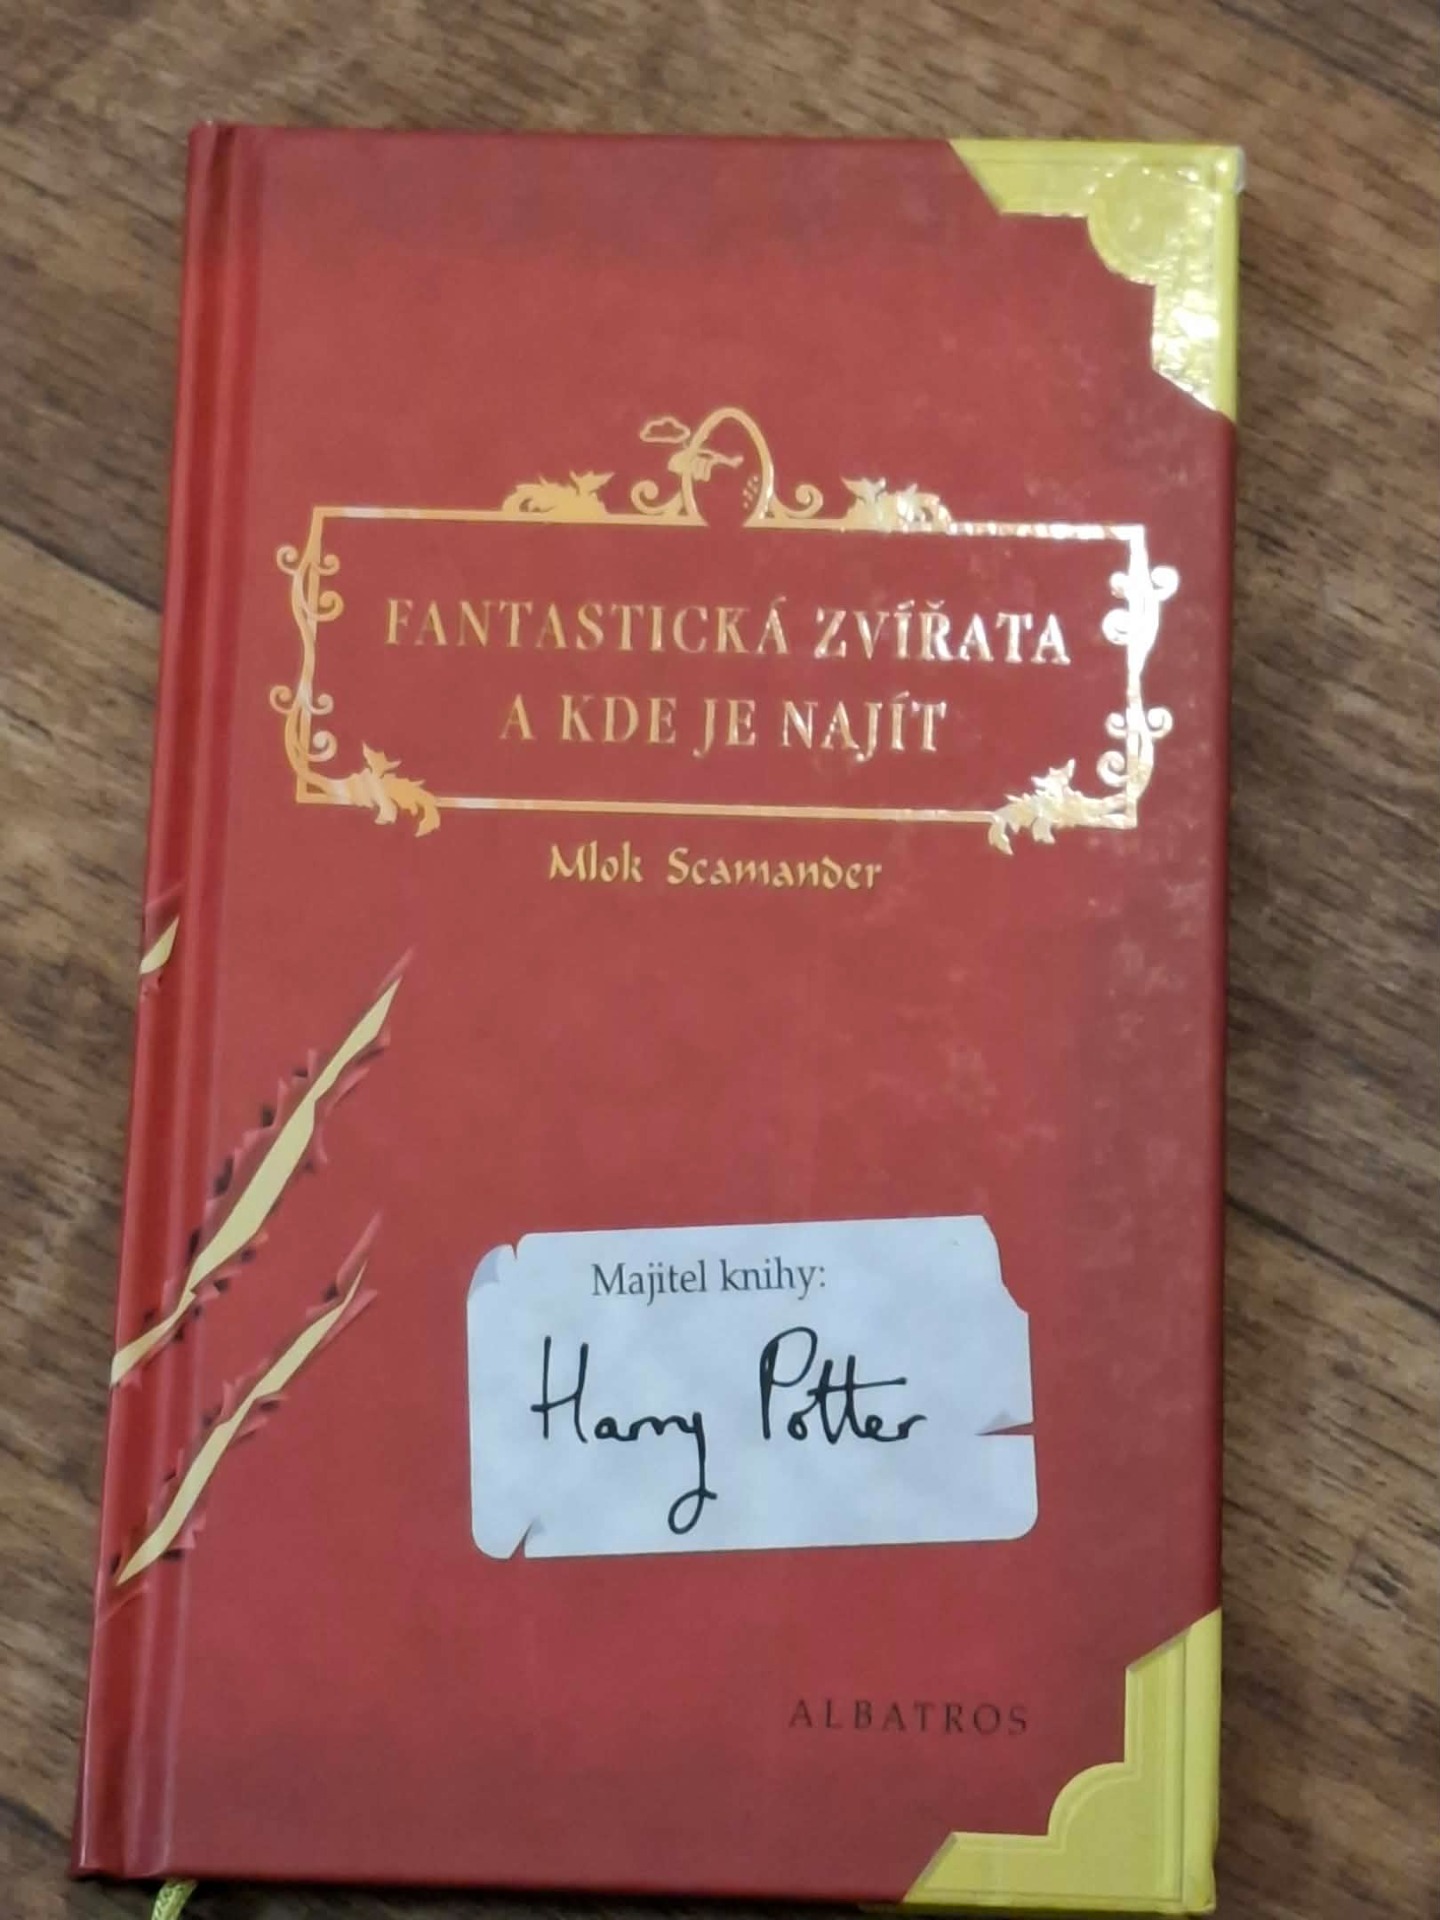 FANTASTICKÁ ZVÍŘATA
A KDE JE NAJÍT
Mlok Scamander
Majitel knihy:
Harry Potter
ALBATROS